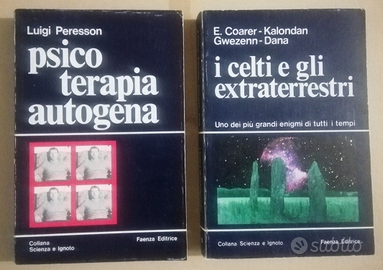 Luigi Peresson
psico
terapia
autogena
Collana
Scienza e Ignoto
Faenza Editrice
E. Coarer-Kalondan
Gwezenn-Dana
i celti e gli
extraterrestri
Uno dei più grandi enigmi di tutti i tempi
Collana Scienza e Ignoto
Faenza Editrice
subito